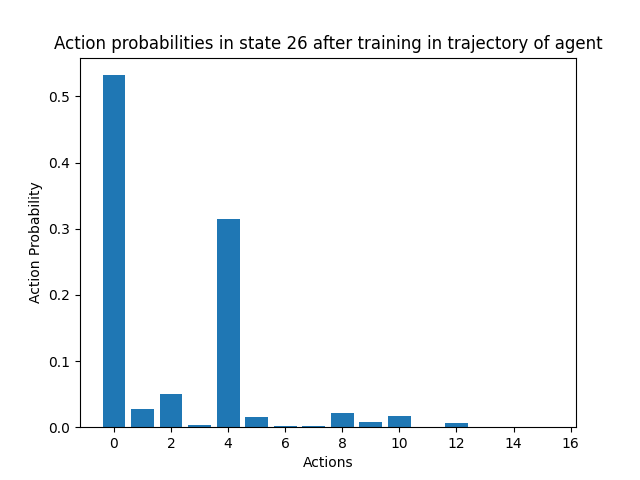 Action probabilities in state 26 after training in trajectory of agent
Action Probability
0.5
0.4
0.3
0.2
0.1
0.0
0 2 4 6 8 10 12 14 16
Actions